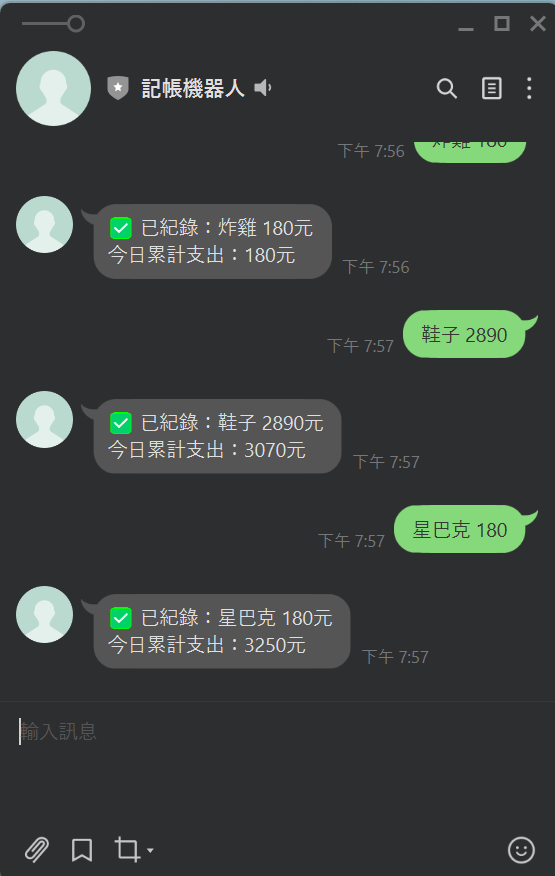 記帳機器人
炸雞 180
下午 7:56
✅ 已紀錄：炸雞 180元
今日累計支出：180元
下午 7:56
鞋子 2890
下午 7:57
✅ 已紀錄：鞋子 2890元
今日累計支出：3070元
下午 7:57
星巴克 180
下午 7:57
✅ 已紀錄：星巴克 180元
今日累計支出：3250元
下午 7:57
輸入訊息